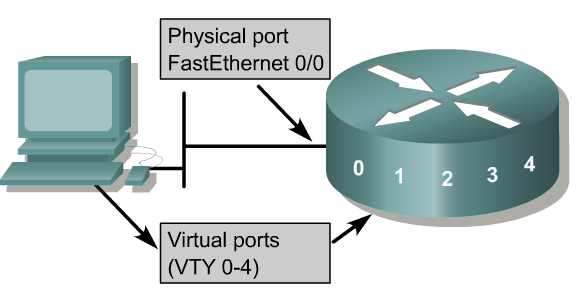 Physical port
FastEthernet 0/0
0 1 2 3 4
Virtual ports
(VTY 0-4)